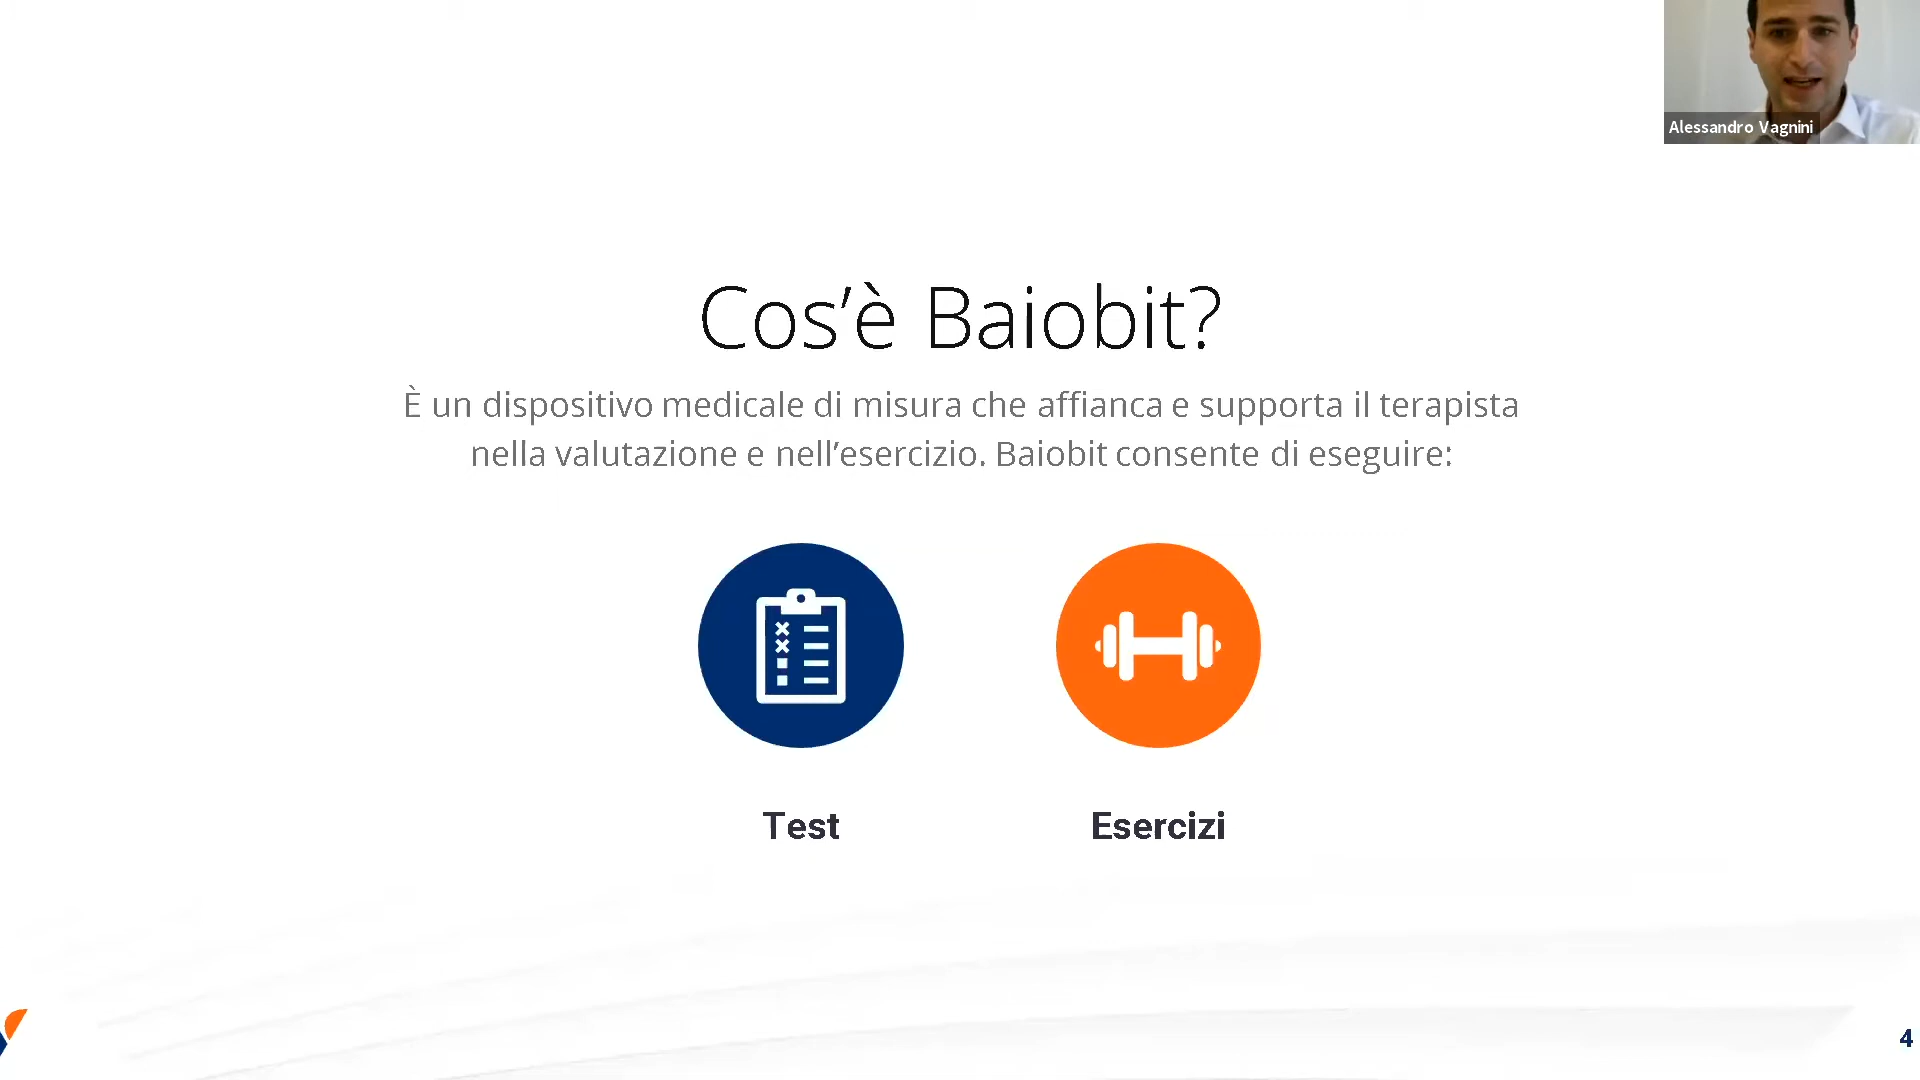 Alessandro Vagnini
Cos’è Baiobit?
È un dispositivo medicale di misura che affianca e supporta il terapista
nella valutazione e nell’esercizio. Baiobit consente di eseguire:
Test
Esercizi
4